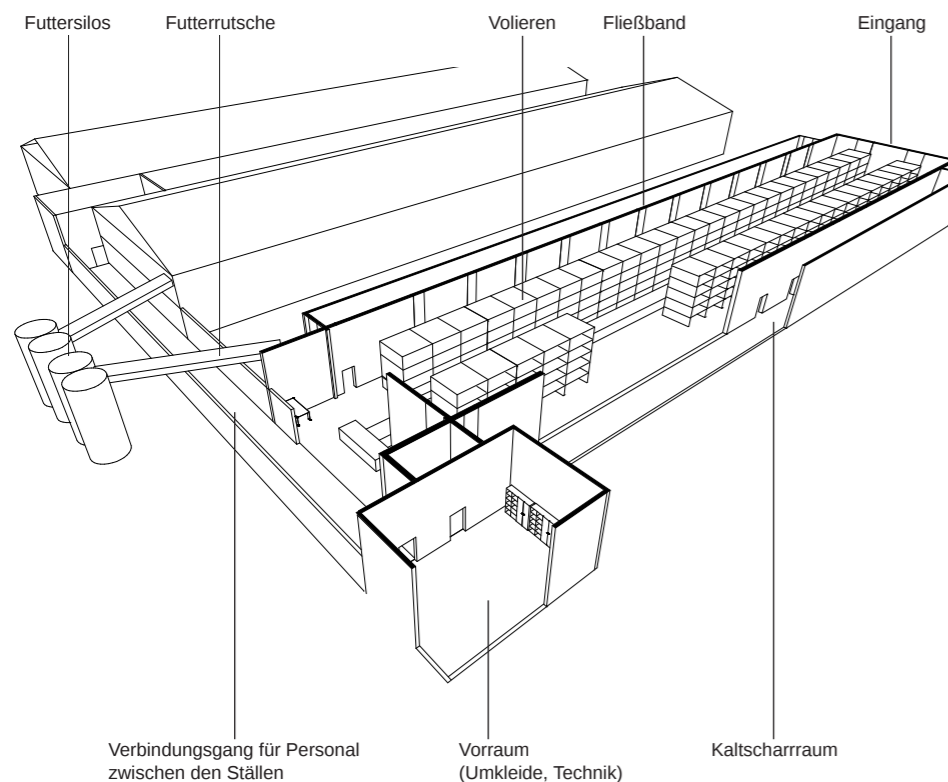 Futtersilos
Futterrutsche
Volieren
Fließband
Eingang
Verbindungsgang für Personal
zwischen den Ställen
Vorraum
(Umkleide, Technik)
Kaltscharrraum